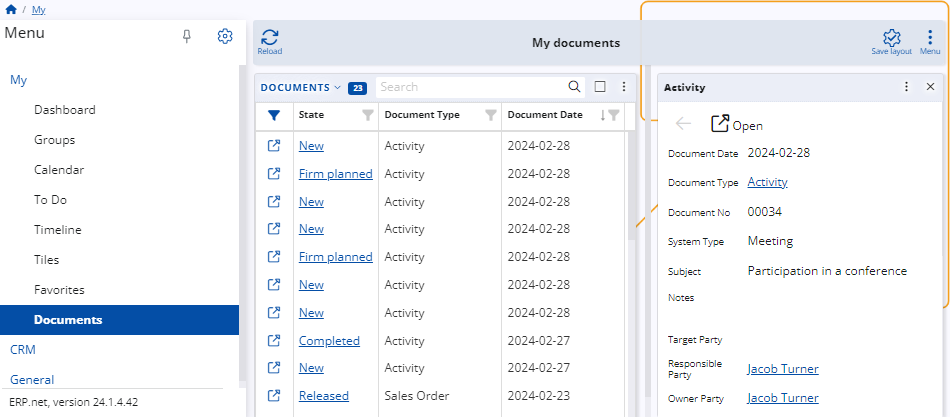 / My
Menu
My
Dashboard
Groups
Calendar
To Do
Timeline
Tiles
Favorites
Documents
CRM
General
ERP.net, version 24.1.4.42
Reload
My documents
Save layout
Menu
DOCUMENTS 23
Search
State Document Type Document Date
New Activity 2024-02-28
Firm planned Activity 2024-02-28
New Activity 2024-02-28
New Activity 2024-02-28
Firm planned Activity 2024-02-28
New Activity 2024-02-28
New Activity 2024-02-28
Completed Activity 2024-02-27
New Activity 2024-02-27
Released Sales Order 2024-02-23
Activity
Open
Document Date 2024-02-28
Document Type Activity
Document No 00034
System Type Meeting
Subject Participation in a conference
Notes
Target Party
Responsible
Party Jacob Turner
Owner Party Jacob Turner